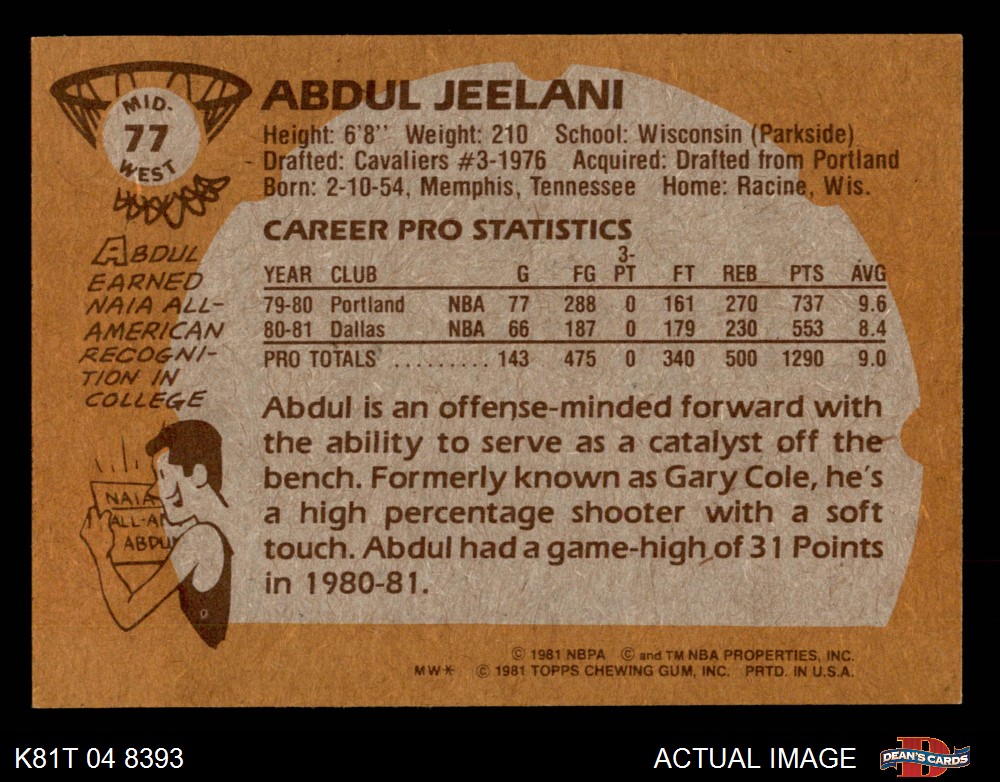 MID-
77
WEST
ABDUL JEELANI
Height: 6'8'' Weight: 210 School: Wisconsin (Parkside)
Drafted: Cavaliers #3-1976 Acquired: Drafted from Portland
Born: 2-10-54, Memphis, Tennessee Home: Racine, Wis.
ABDUL
EARNED
NAIA ALL-
AMERICAN
RECOGNI-
TION IN
COLLEGE
NAIA
ALL-A
ABDU
CAREER PRO STATISTICS
3-
YEAR CLUB G FG PT FT REB PTS AVG
79-80 Portland NBA 77 288 0 161 270 737 9.6
80-81 Dallas NBA 66 187 0 179 230 553 8.4
PRO TOTALS .......... 143 475 0 340 500 1290 9.0
Abdul is an offense-minded forward with
the ability to serve as a catalyst off the
bench. Formerly known as Gary Cole, he's
a high percentage shooter with a soft
touch. Abdul had a game-high of 31 Points
in 1980-81.
© 1981 NBPA © and TM NBA PROPERTIES, INC.
MW* © 1981 TOPPS CHEWING GUM, INC. PRTD. IN U.S.A.
K81T 04 8393 ACTUAL IMAGE D DEAN'S CARDS